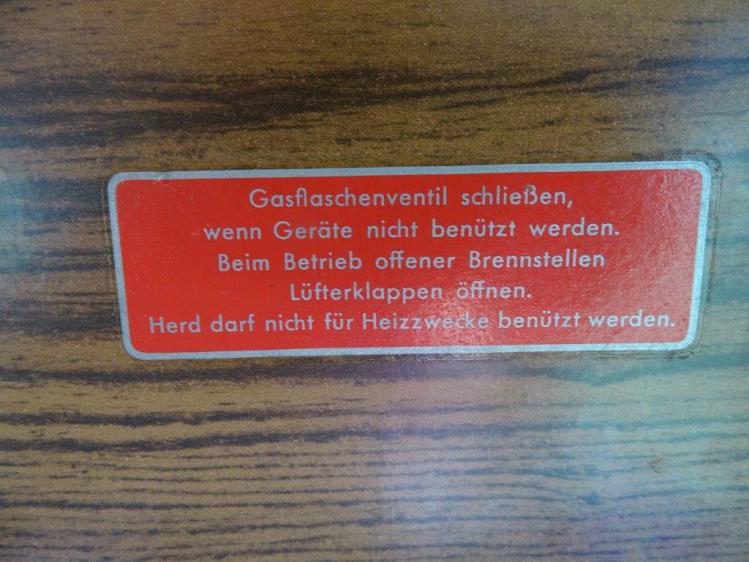 Gasflaschenventil schließen,
wenn Geräte nicht benützt werden.
Beim Betrieb offener Brennstellen
Lüfterklappen öffnen.
Herd darf nicht für Heizzwecke benützt werden.